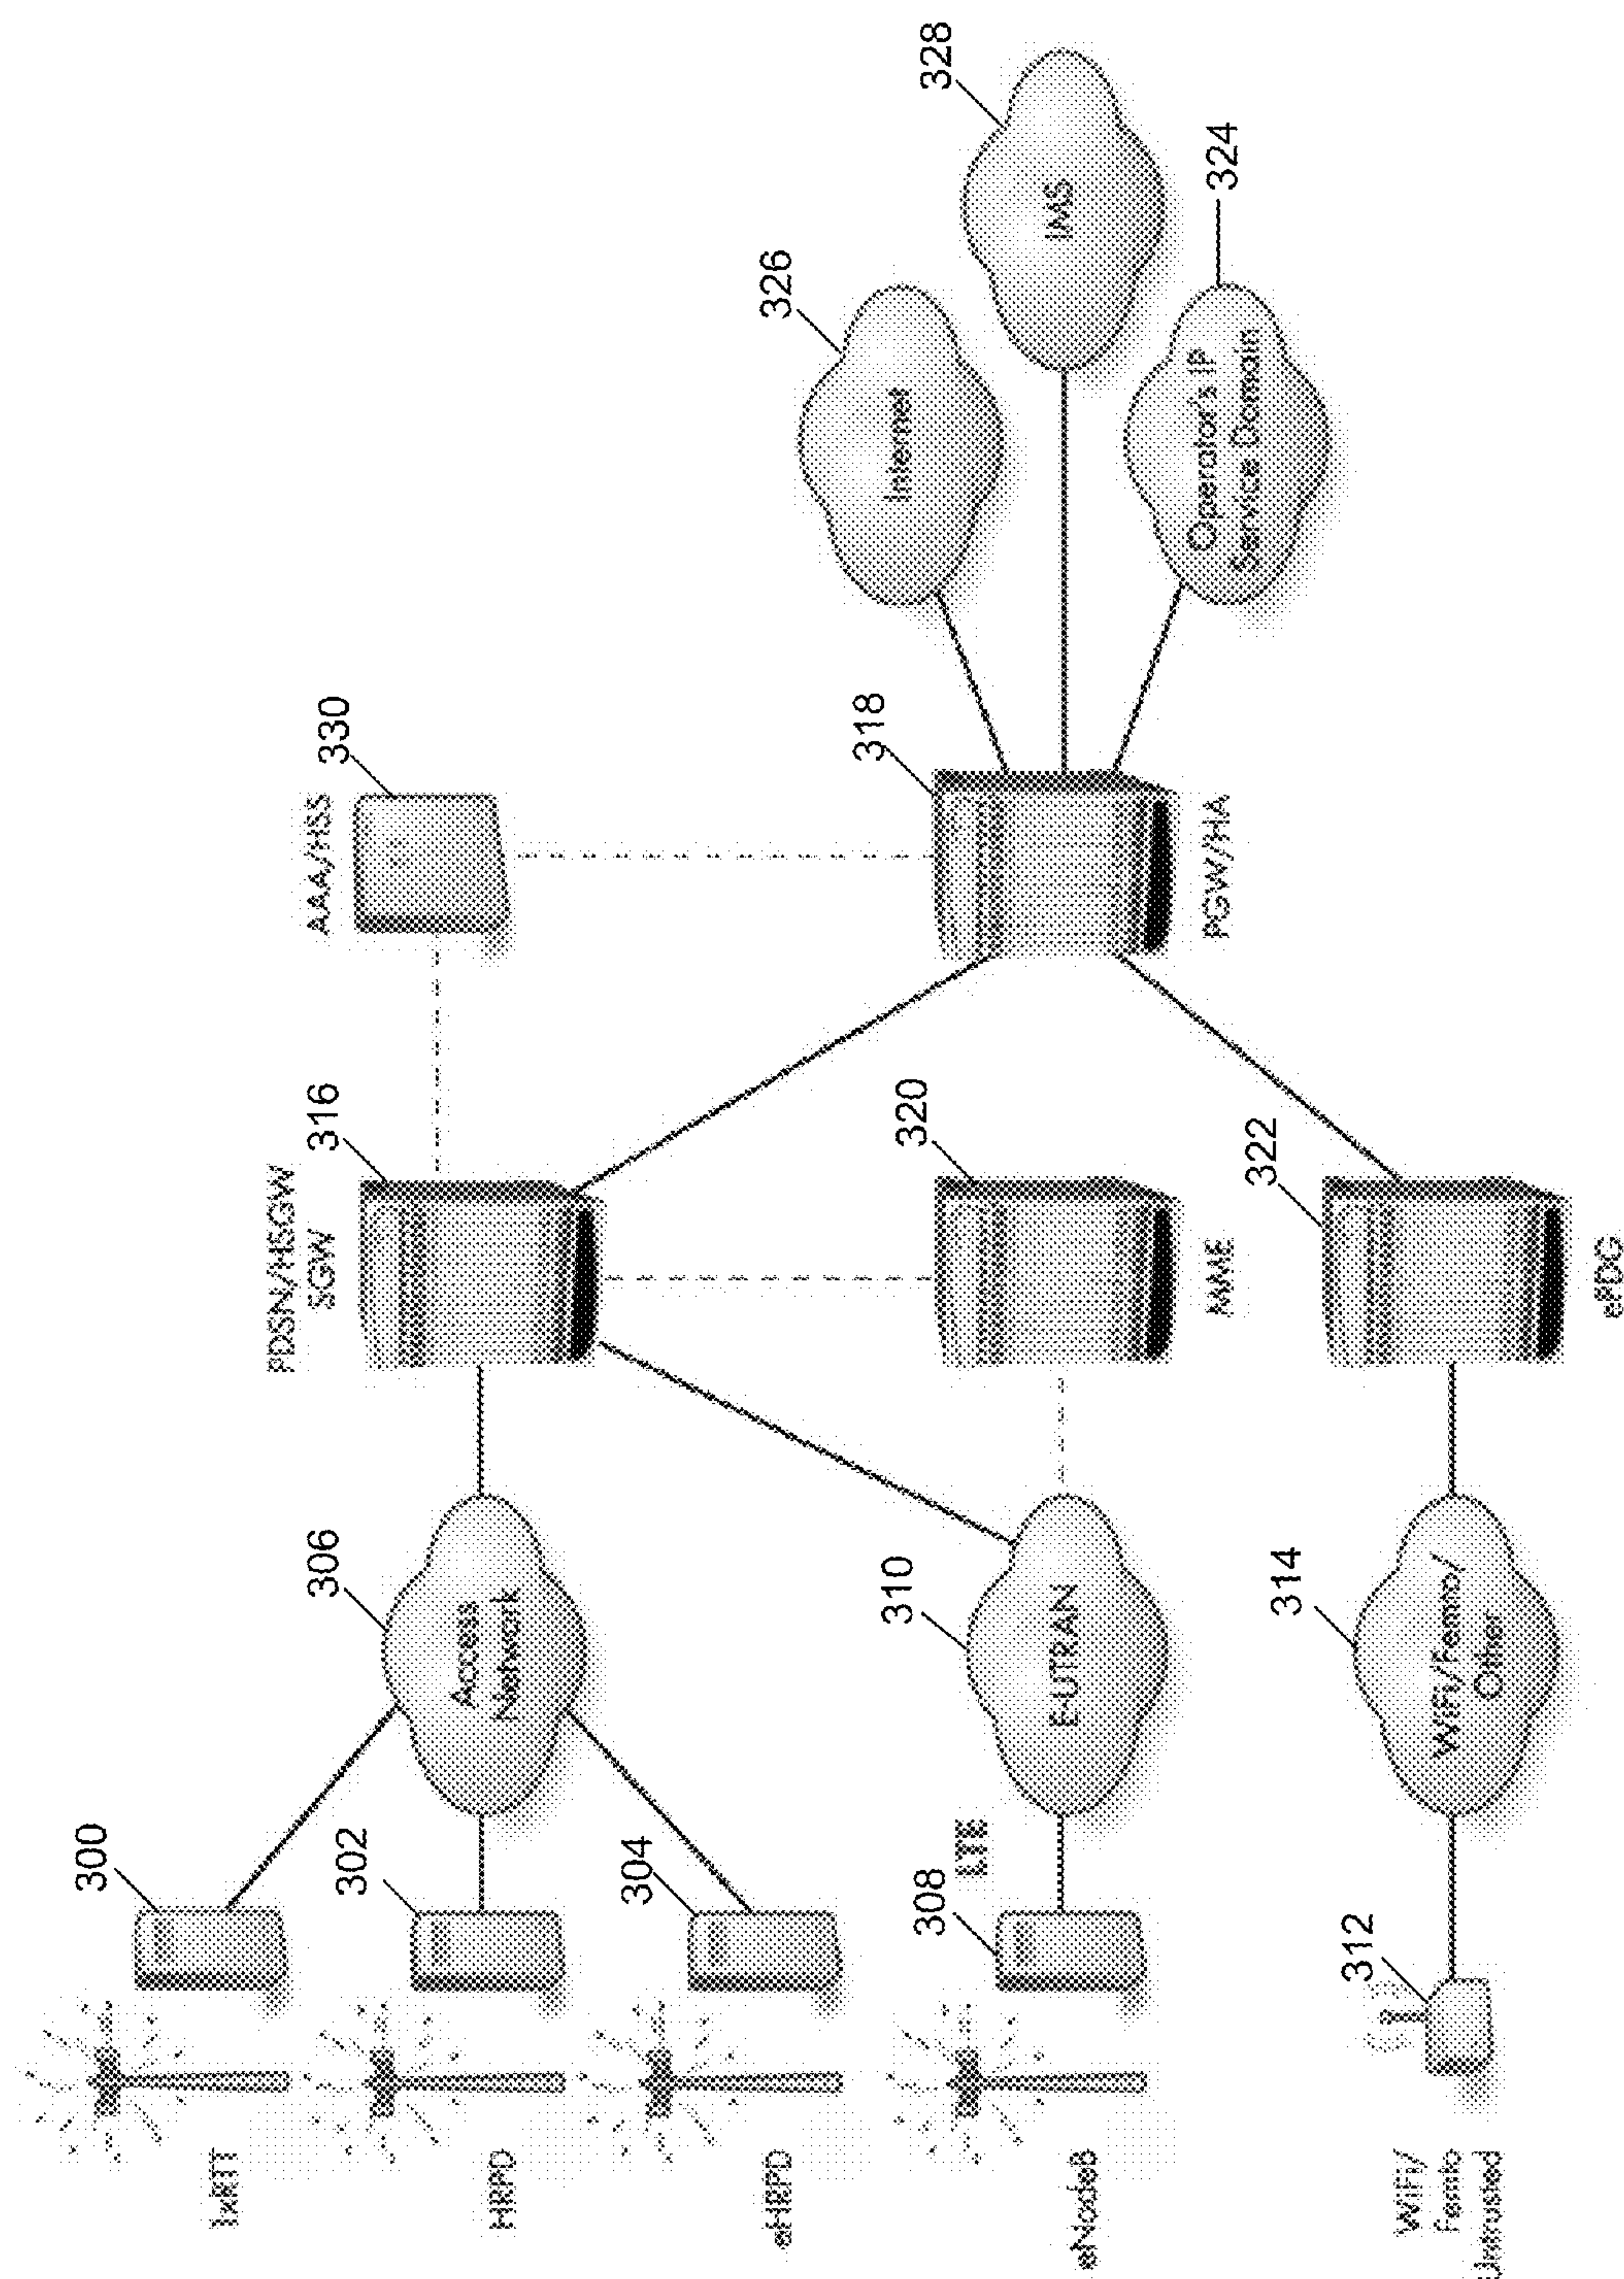 1xRTT
300
HRPD
302
eHRPD
304
Access
Network
306
PDSN/HSGW
SGW
316
AAA/HSS
330
eNodeB
308
LTE
E-UTRAN
310
MME
320
PGW/HA
318
Internet
326
IMS
328
Operator's IP
Service Domain
324
WiFi/
Femto
Untrusted
312
WiFi/Femto/
Other
314
ePDG
322